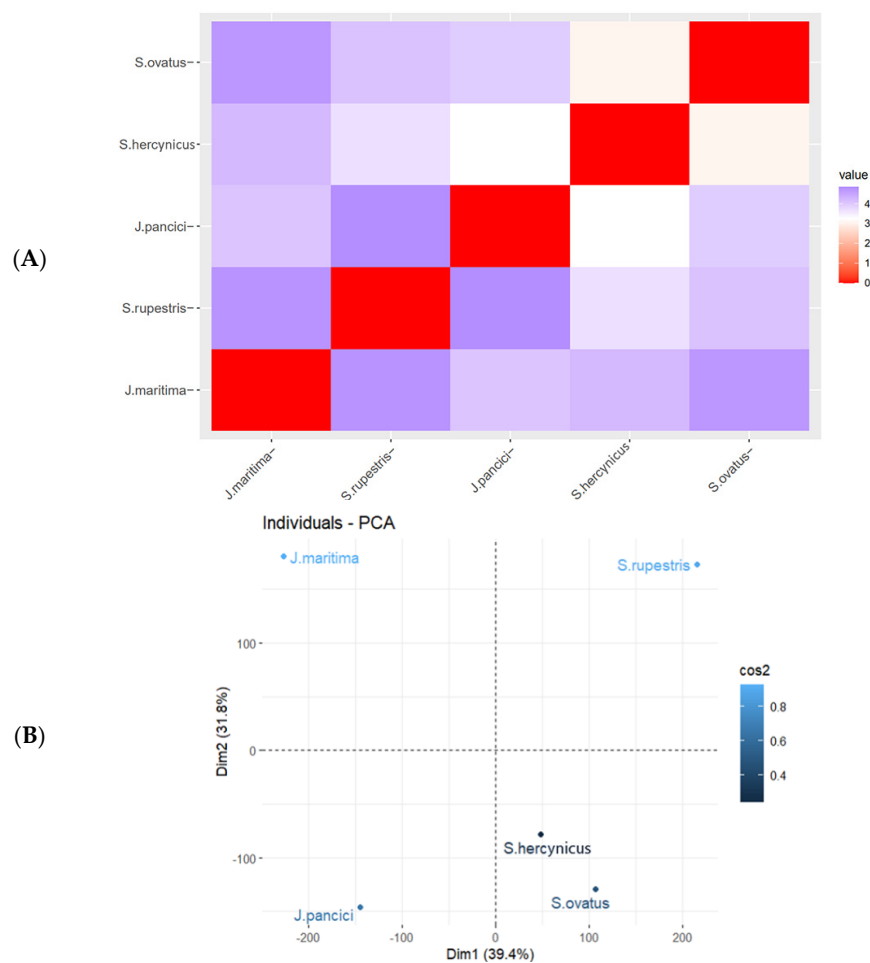 S.ovatus-
S.hercynicus
J.pancici-
S.rupestris-
J.maritima-
(A)
value
4
3
2
1
0
J.maritima-
S.rupestris-
J.pancici-
S.hercynicus
S.ovatus-
Individuals - PCA
J.maritima
S.rupestris
100
0
-100
Dim2 (31.8%)
(B)
S.hercynicus
S.ovatus
J.pancici
cos2
0.8
0.6
0.4
-200 -100 0 100 200
Dim1 (39.4%)